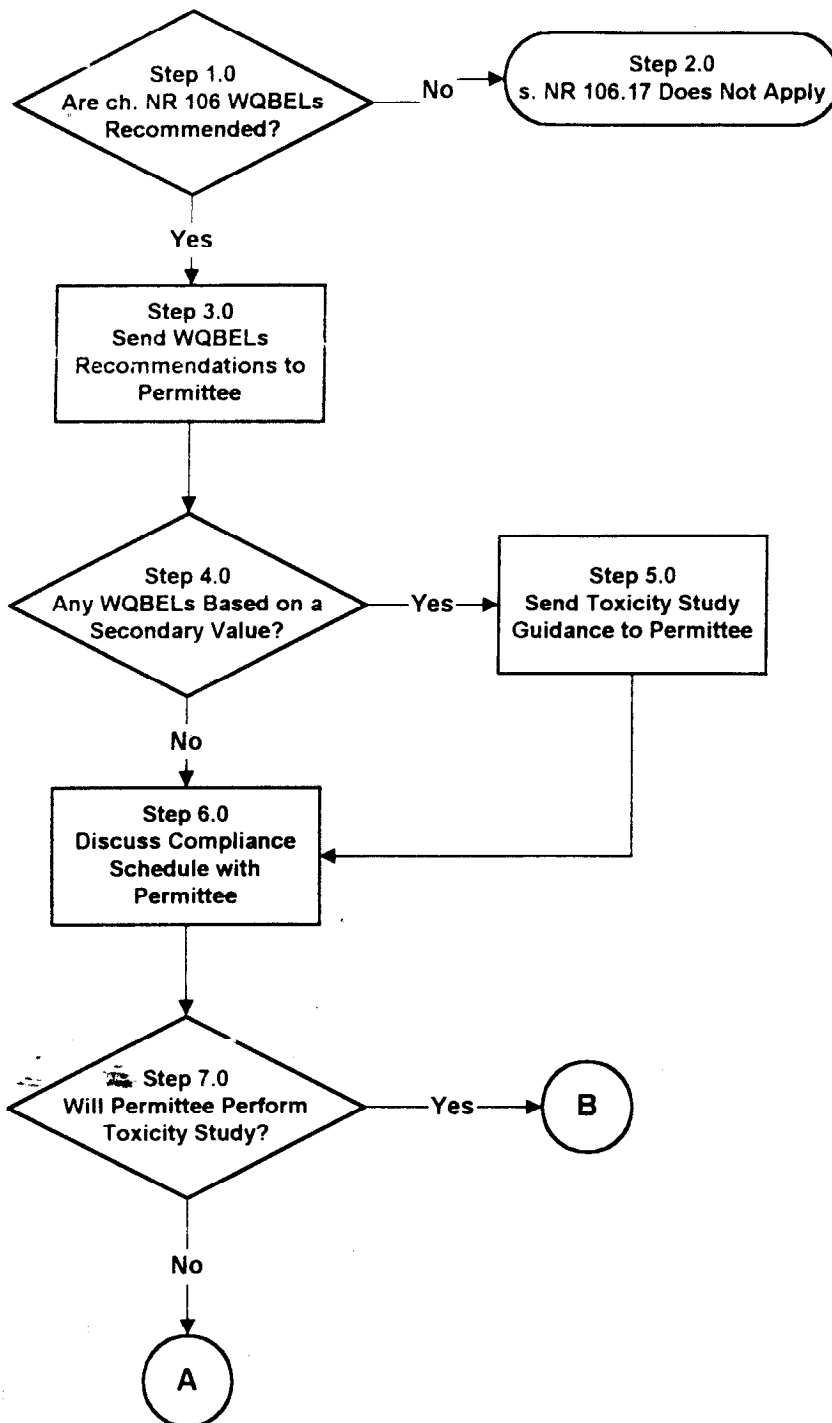 Step 1.0
Are ch. NR 106 WQBELs
Recommended?
No
Step 2.0
s. NR 106.17 Does Not Apply
Yes
Step 3.0
Send WQBELs
Recommendations to
Permittee
Step 4.0
Any WQBELs Based on a
Secondary Value?
Yes
Step 5.0
Send Toxicity Study
Guidance to Permittee
No
Step 6.0
Discuss Compliance
Schedule with
Permittee
Step 7.0
Will Permittee Perform
Toxicity Study?
Yes
B
No
A